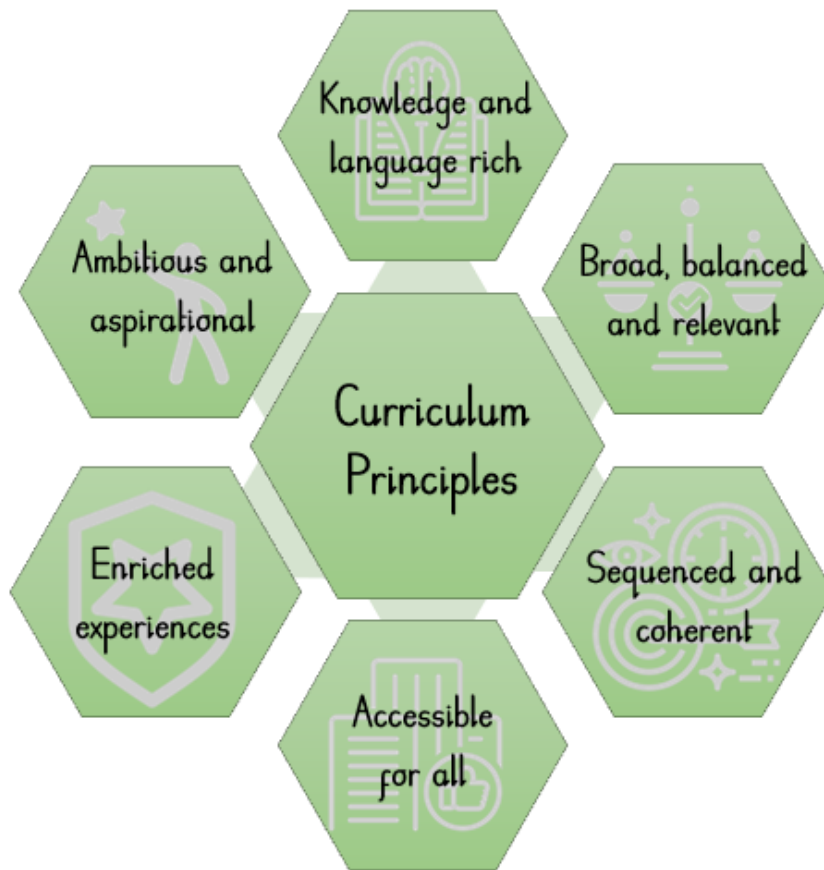 Knowledge and
language rich
Ambitious and
aspirational
Broad, balanced
and relevant
Curriculum
Principles
Enriched
experiences
Sequenced and
coherent
Accessible
for all